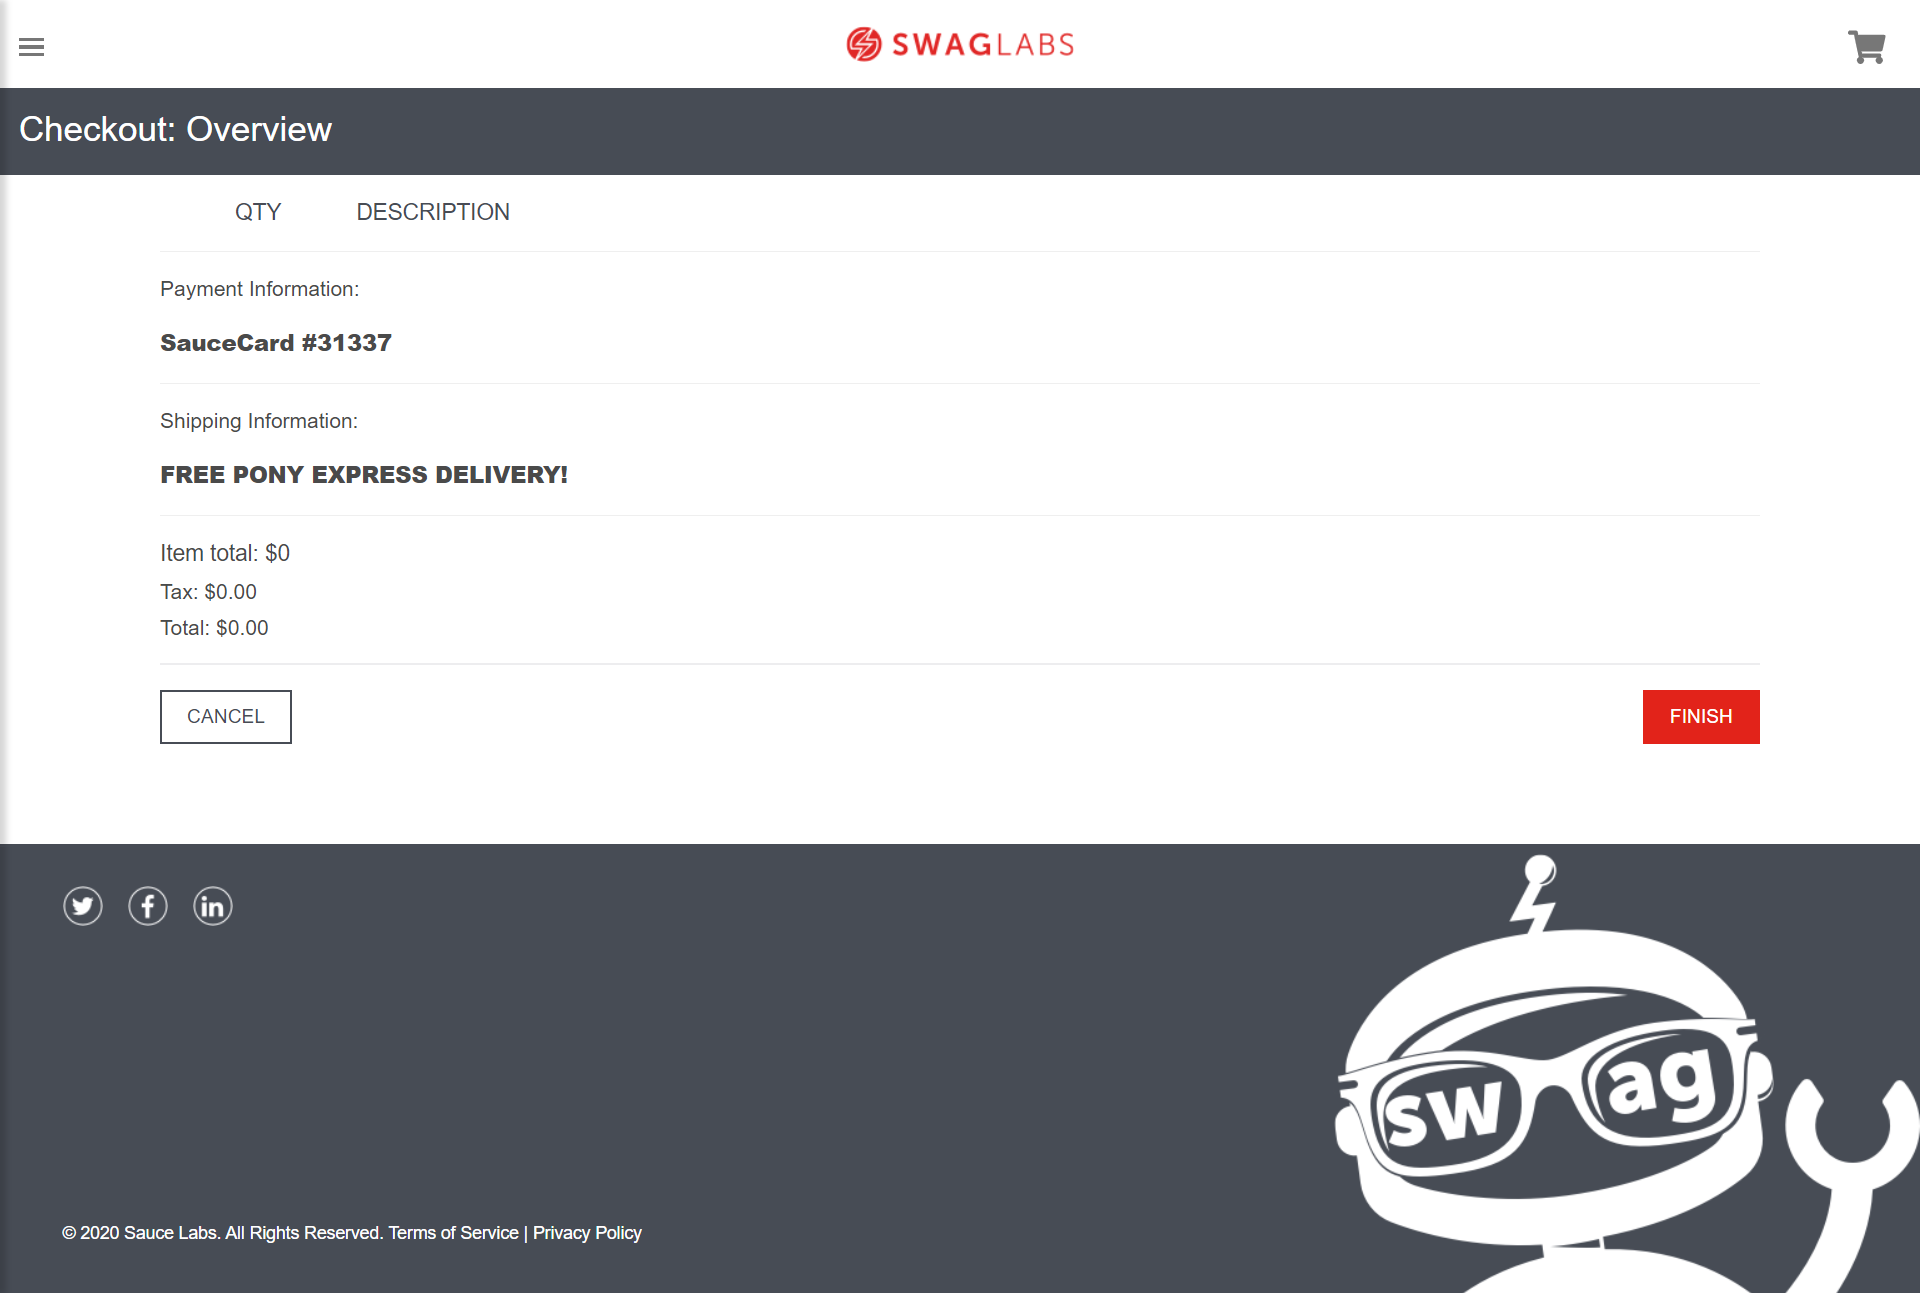 SWAGLABS
Checkout: Overview
QTY DESCRIPTION
Payment Information:
SauceCard #31337
Shipping Information:
FREE PONY EXPRESS DELIVERY!
Item total: $0
Tax: $0.00
Total: $0.00
CANCEL FINISH
sw ag
© 2020 Sauce Labs. All Rights Reserved. Terms of Service | Privacy Policy